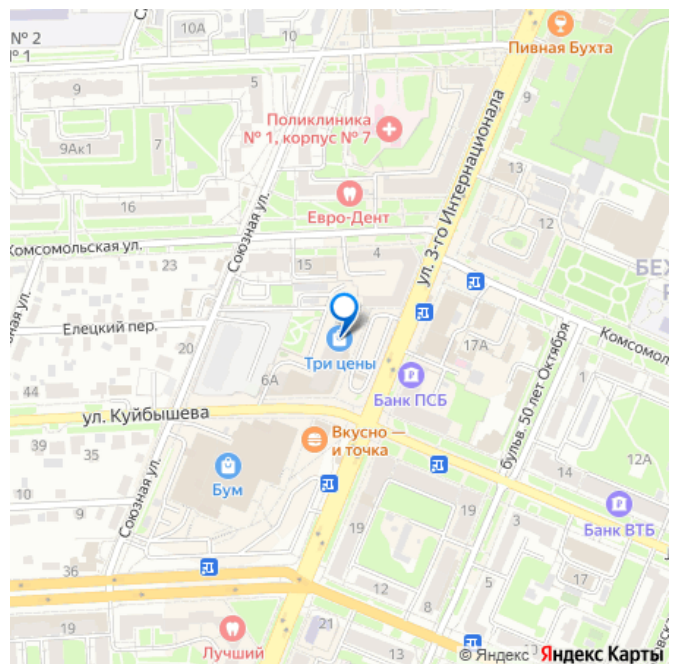 № 2
№ 1
10А
Пивная Бухта
5
9
Поликлиника
№ 1, корпус № 7
9
9Ак1
7
13
16
Евро-Дент
12
ул. 3-го Интернационала
Союзная ул.
Комсомольская ул.
4
23
15
БЕЖ
Елецкий пер.
17А
Комсомол
20
Три цены
6А
44
Банк ПСБ
бульв. 50 лет Октября
ул. Куйбышева
39
35
Вкусно —
и точка
Бум
Союзная ул.
14
12А
10
9
19
19
3
Банк ВТБ
36
12
17
8
19
Лучший
21
10
© Яндекс Яндекс Карты